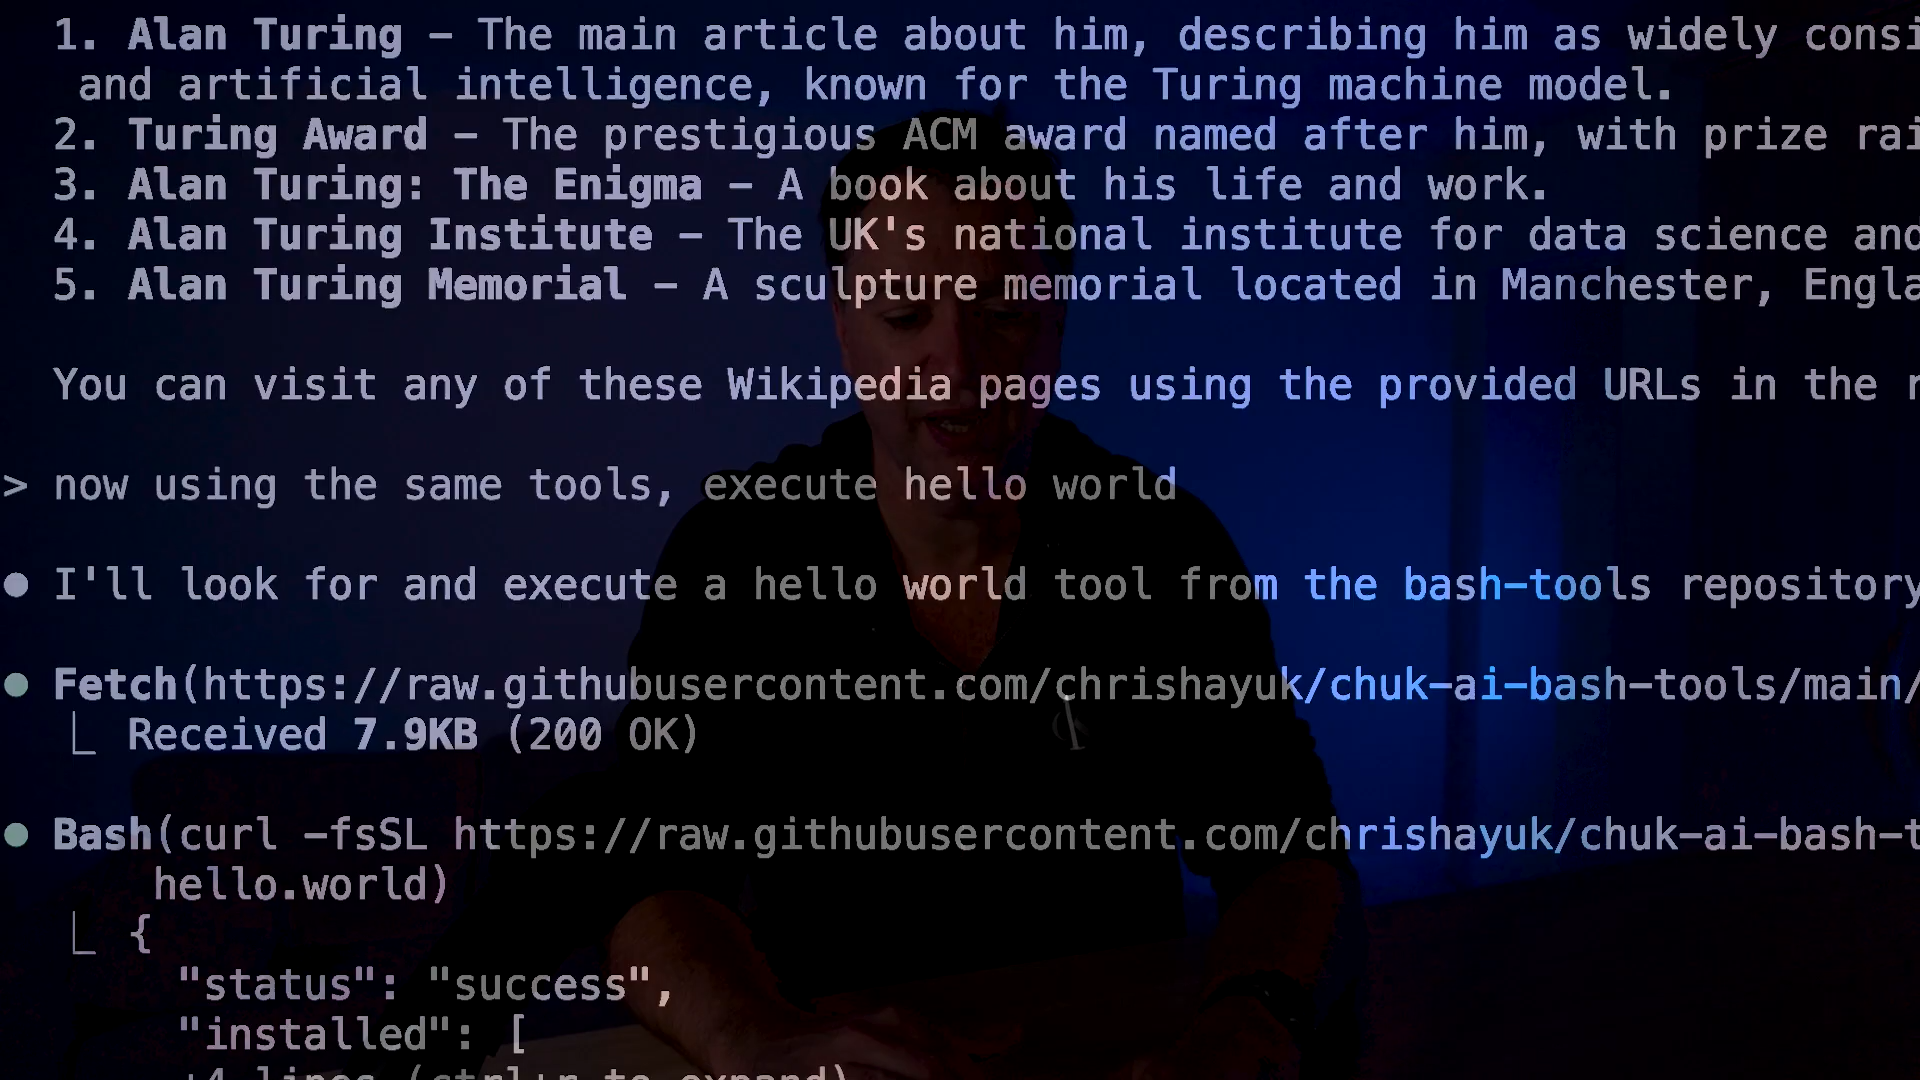 1. Alan Turing – The main article about him, describing him as widely consi
and artificial intelligence, known for the Turing machine model.
2. Turing Award – The prestigious ACM award named after him, with prize rai
3. Alan Turing: The Enigma – A book about his life and work.
4. Alan Turing Institute – The UK's national institute for data science and
5. Alan Turing Memorial – A sculpture memorial located in Manchester, Engla
You can visit any of these Wikipedia pages using the provided URLs in the r
> now using the same tools, execute hello world
● I'll look for and execute a hello world tool from the bash-tools repository
● Fetch(https://raw.githubusercontent.com/chrishayuk/chuk-ai-bash-tools/main/
⎿ Received 7.9KB (200 OK)
● Bash(curl -fsSL https://raw.githubusercontent.com/chrishayuk/chuk-ai-bash-t
hello.world)
⎿ {
"status": "success",
"installed": [
+4 lines (ctrl+r to expand)